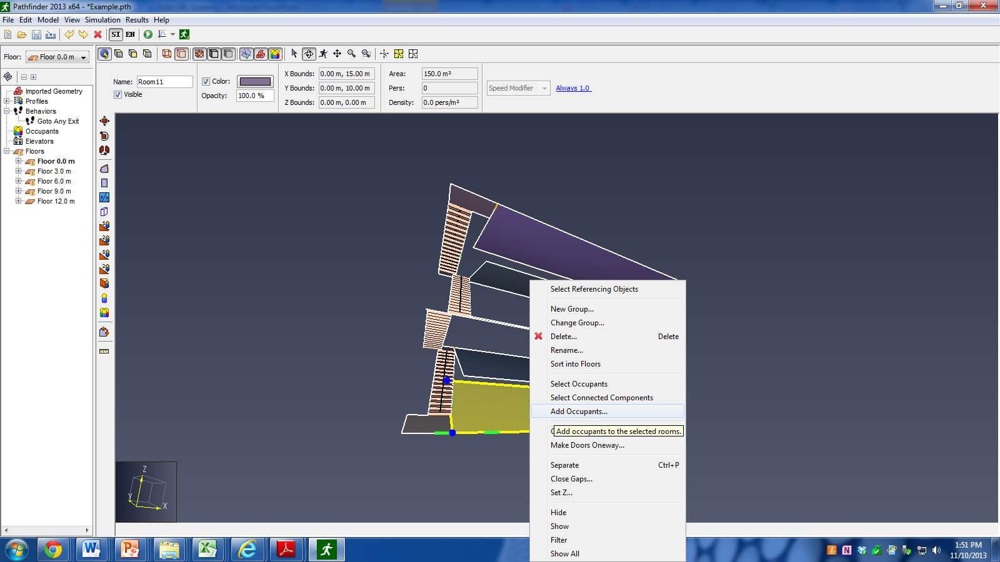 Pathfinder 2013 x64 - *Example.pth
File Edit Model View Simulation Results Help
SI EN
Floor: Floor 0.0 m
Name: Room11
Visible
Color:
Opacity: 100.0 %
X Bounds: 0.00 m, 15.00 m
Y Bounds: 0.00 m, 10.00 m
Z Bounds: 0.00 m, 0.00 m
Area: 150.0 m²
Pers: 0
Density: 0.0 pers/m²
Speed Modifier Always 1.0
Imported Geometry
Profiles
Behaviors
Goto Any Exit
Occupants
Elevators
Floors
Floor 0.0 m
Floor 3.0 m
Floor 6.0 m
Floor 9.0 m
Floor 12.0 m
Select Referencing Objects
New Group...
Change Group...
Delete... Delete
Rename...
Sort into Floors
Select Occupants
Select Connected Components
Add Occupants...
Add occupants to the selected rooms.
Make Doors Oneway...
Separate Ctrl+P
Close Gaps...
Set Z...
Hide
Show
Filter
Show All
Z
Y
X
1:51 PM
11/10/2013